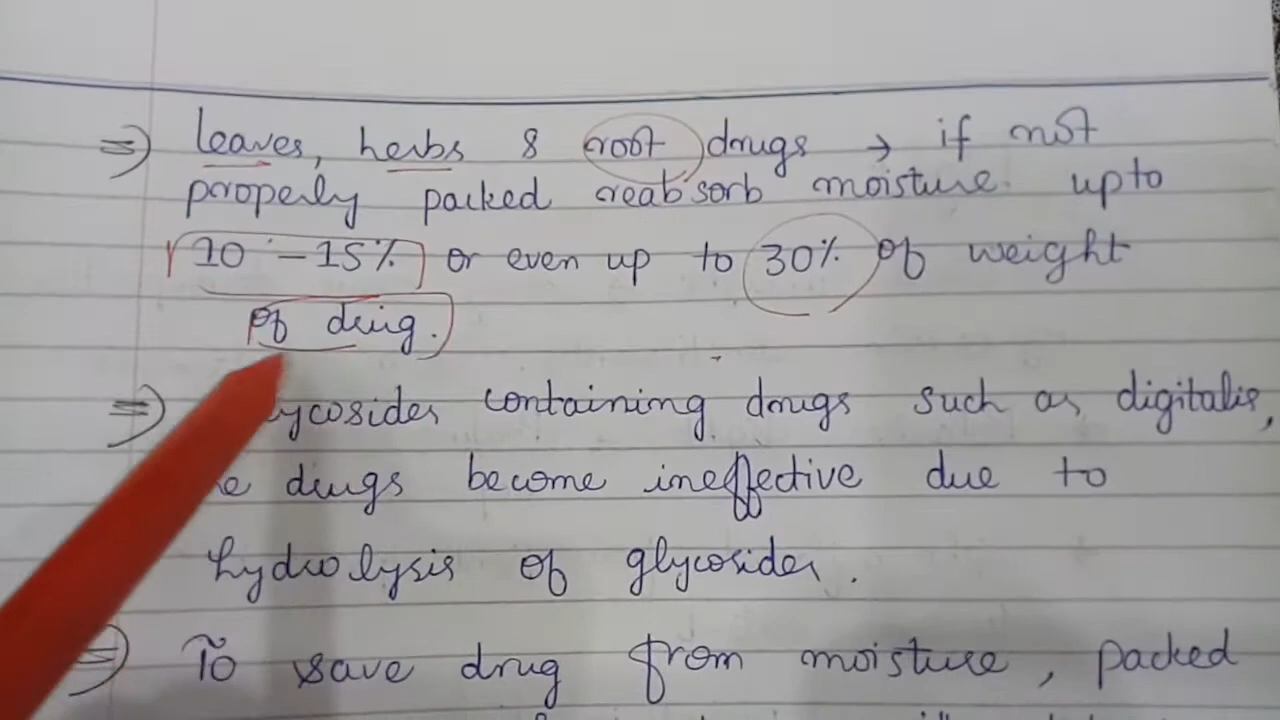 ⇒ leaves, herbs & root drugs → if not
properly packed reabsorb moisture upto
10 - 15% or even up to 30% of weight
of drug.
⇒ containing drugs such as digitalis,
drugs become ineffective due to
hydrolysis of glycosides.
⇒ To save drug from moisture, packed